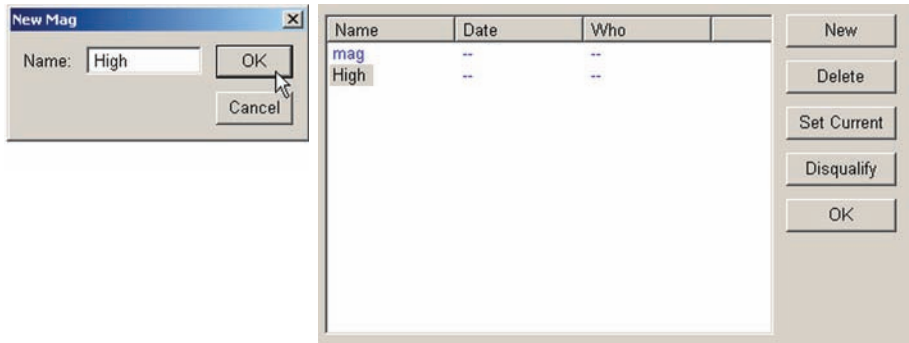 New Mag
Name: High OK
Cancel
Name Date Who
mag -- --
High -- --
New
Delete
Set Current
Disqualify
OK